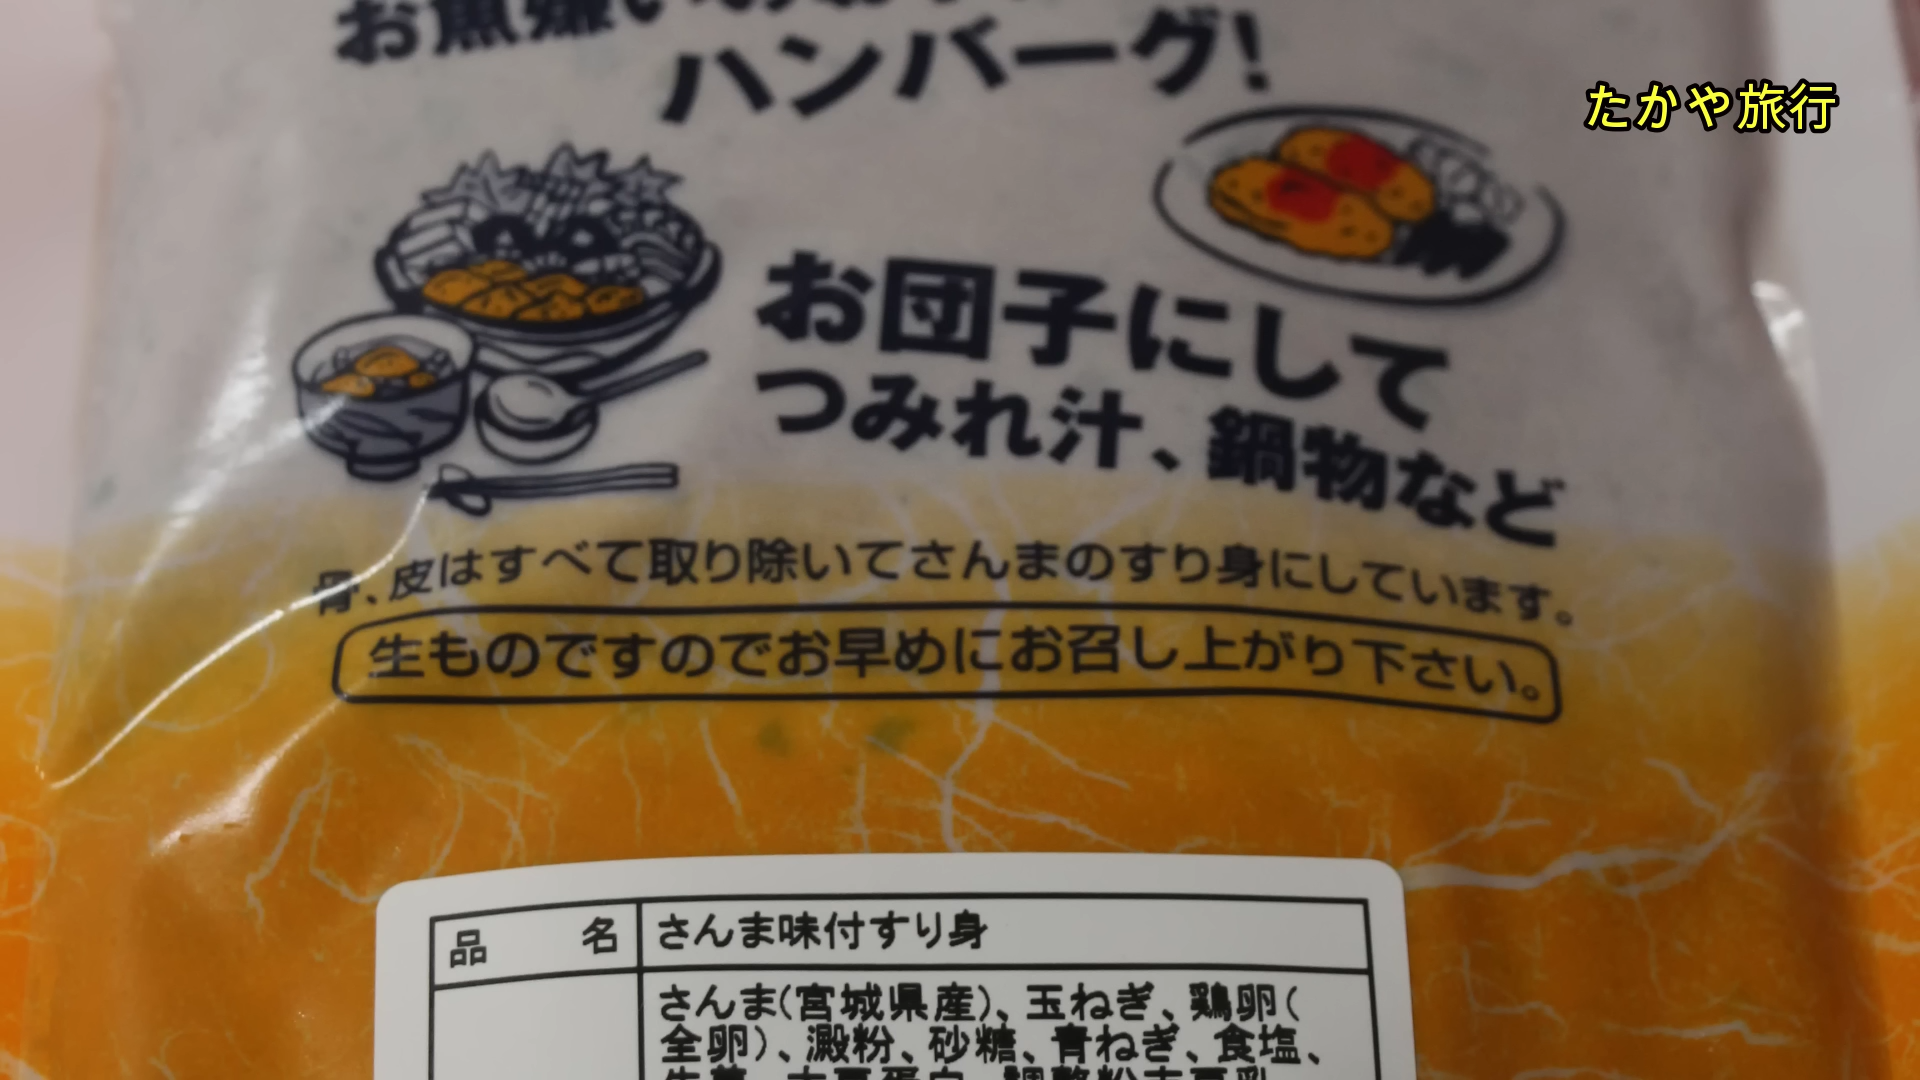 ハンバーグ!
たかや旅行
お団子にして
つみれ汁、鍋物など
骨、皮はすべて取り除いてさんまのすり身にしています。
生ものですのでお早めにお召し上がり下さい。
品名 さんま味付すり身
さんま(宮城県産)、玉ねぎ、鶏卵(
全卵)、澱粉、砂糖、青ねぎ、食塩、